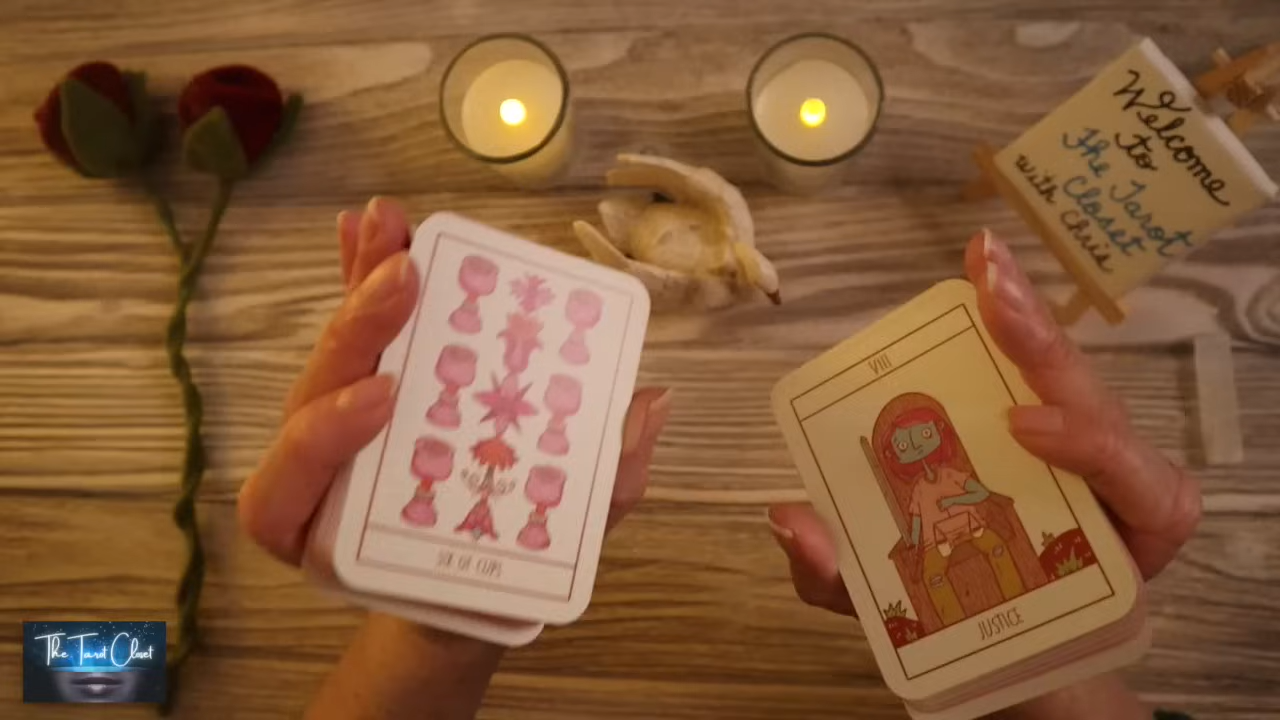 Welcome
to
The Tarot
Closet
with Chris
SIX OF CUPS
VIII
JUSTICE
The Tarot Closet